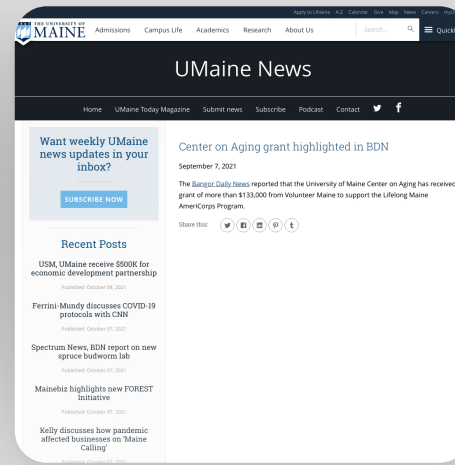 Apply to UMaine A-Z Calendar Give Map News Careers
THE UNIVERSITY OF
MAINE
Admissions Campus Life Academics Research About Us Search...
UMaine News
Home UMaine Today Magazine Submit news Subscribe Podcast Contact
Want weekly UMaine
news updates in your
inbox?
SUBSCRIBE NOW
Recent Posts
USM, UMaine receive $500K for
economic development partnership
Published: October 08, 2021
Ferrini-Mundy discusses COVID-19
protocols with CNN
Published: October 07, 2021
Spectrum News, BDN report on new
spruce budworm lab
Published: October 07, 2021
Mainebiz highlights new FOREST
Initiative
Published: October 07, 2021
Kelly discusses how pandemic
affected businesses on ‘Maine
Calling’
Published: October 07, 2021
Center on Aging grant highlighted in BDN
September 7, 2021
The Bangor Daily News reported that the University of Maine Center on Aging has received
grant of more than $133,000 from Volunteer Maine to support the Lifelong Maine
AmeriCorps Program.
Share this: